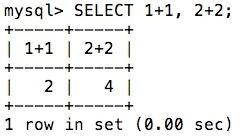 mysql> SELECT 1+1, 2+2;
+-----+-----+
| 1+1 | 2+2 |
+-----+-----+
|   2 |   4 |
+-----+-----+
1 row in set (0.00 sec)